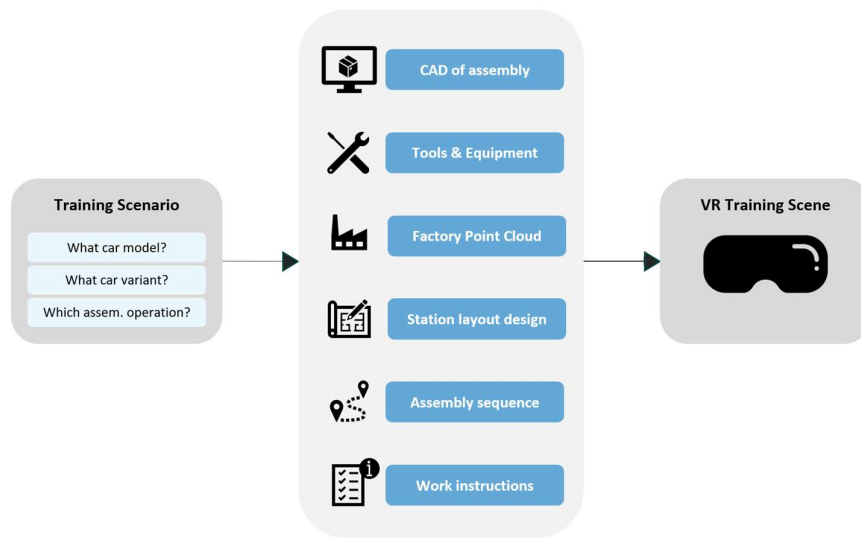 Training Scenario
What car model?
What car variant?
Which assem. operation?
CAD of assembly
Tools & Equipment
Factory Point Cloud
Station layout design
Assembly sequence
i
Work instructions
VR Training Scene